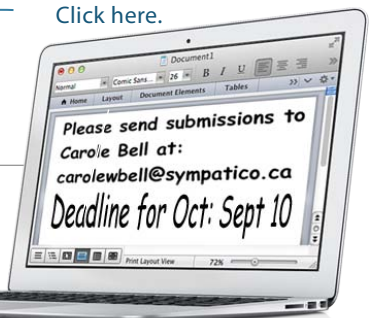 Click here.
Document1
Normal Comic Sans... 26 B I U
Home Layout Document Elements Tables
Please send submissions to
Carole Bell at:
carolewbell@sympatico.ca
Deadline for Oct: Sept 10
Print Layout View 72%